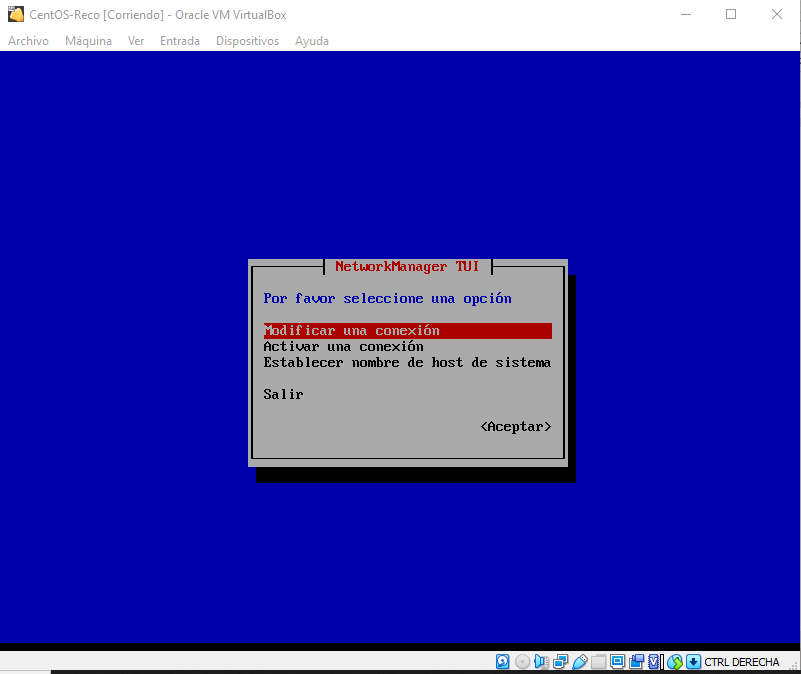 CentOS-Reco [Corriendo] - Oracle VM VirtualBox
Archivo Máquina Ver Entrada Dispositivos Ayuda
NetworkManager TUI
Por favor seleccione una opción
Modificar una conexión
Activar una conexión
Establecer nombre de host de sistema
Salir
<Aceptar>
CTRL DERECHA